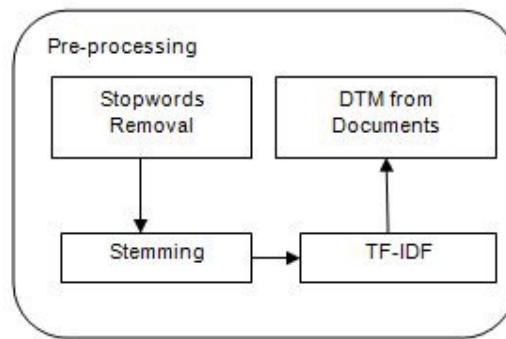 Pre-processing
Stopwords
Removal
DTM from
Documents
Stemming
TF-IDF